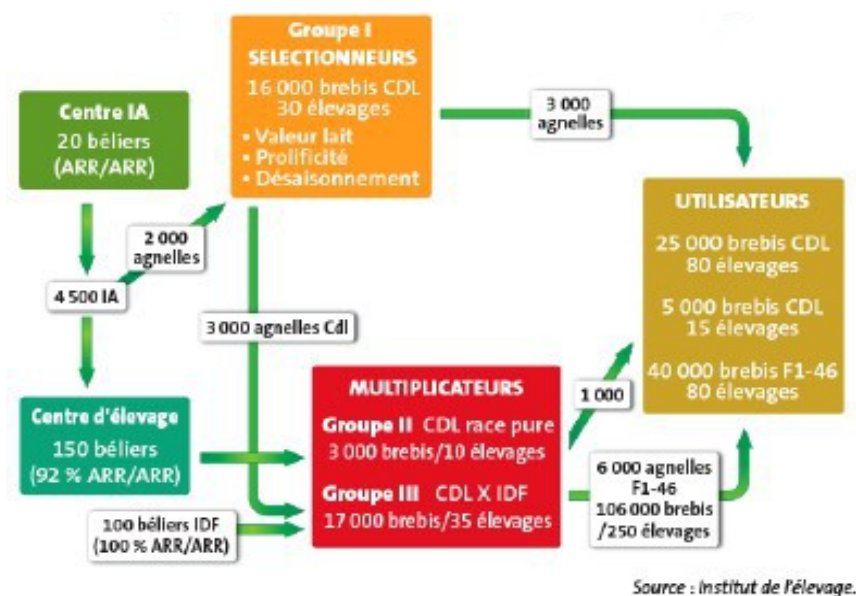 Groupe I
SELECTIONNEURS
16 000 brebis CDL
30 élevages
• Valeur lait
• Prolificité
• Désaisonnement
Centre IA
20 béliers
(ARR/ARR)
3 000
agnelles
2 000
agnelles
4 500 IA
3 000 agnelles Cdl
UTILISATEURS
25 000 brebis CDL
80 élevages
5 000 brebis CDL
15 élevages
40 000 brebis F1-46
80 élevages
Centre d'élevage
150 béliers
(92 % ARR/ARR)
MULTIPLICATEURS
Groupe II CDL race pure
3 000 brebis/10 élevages
Groupe III CDL X IDF
17 000 brebis/35 élevages
1 000
6 000 agnelles
F1-46
106 000 brebis
/250 élevages
100 béliers IDF
(100 % ARR/ARR)
Source : Institut de l'élevage.